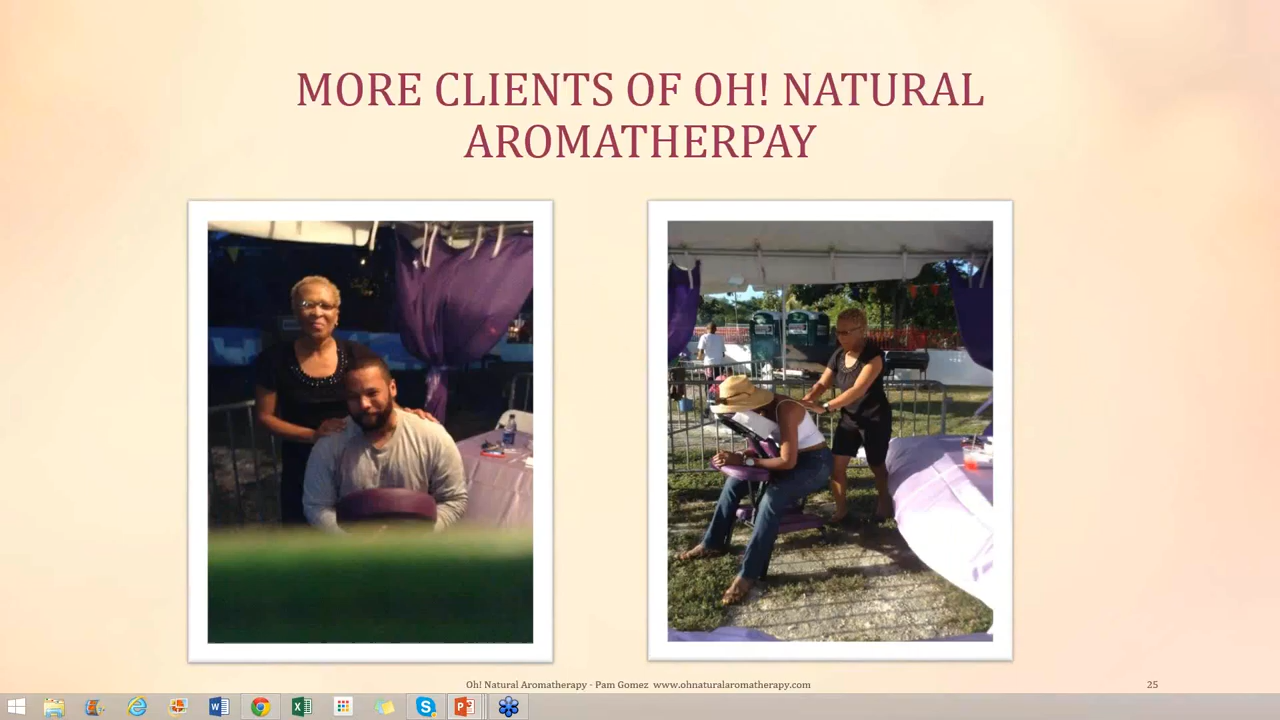 MORE CLIENTS OF OH! NATURAL
AROMATHERPAY
Oh! Natural Aromatherapy - Pam Gomez www.ohnaturalaromatherapy.com
25